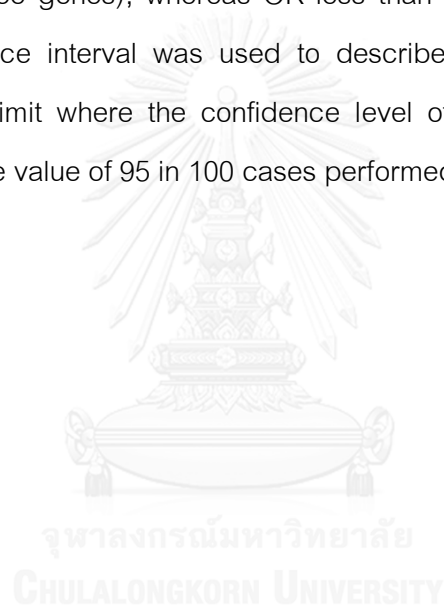 genes), whereas OR less than
ce interval was used to describe
imit where the confidence level of
e value of 95 in 100 cases performed
จุฬาลงกรณ์มหาวิทยาลัย
CHULALONGKORN UNIVERSITY